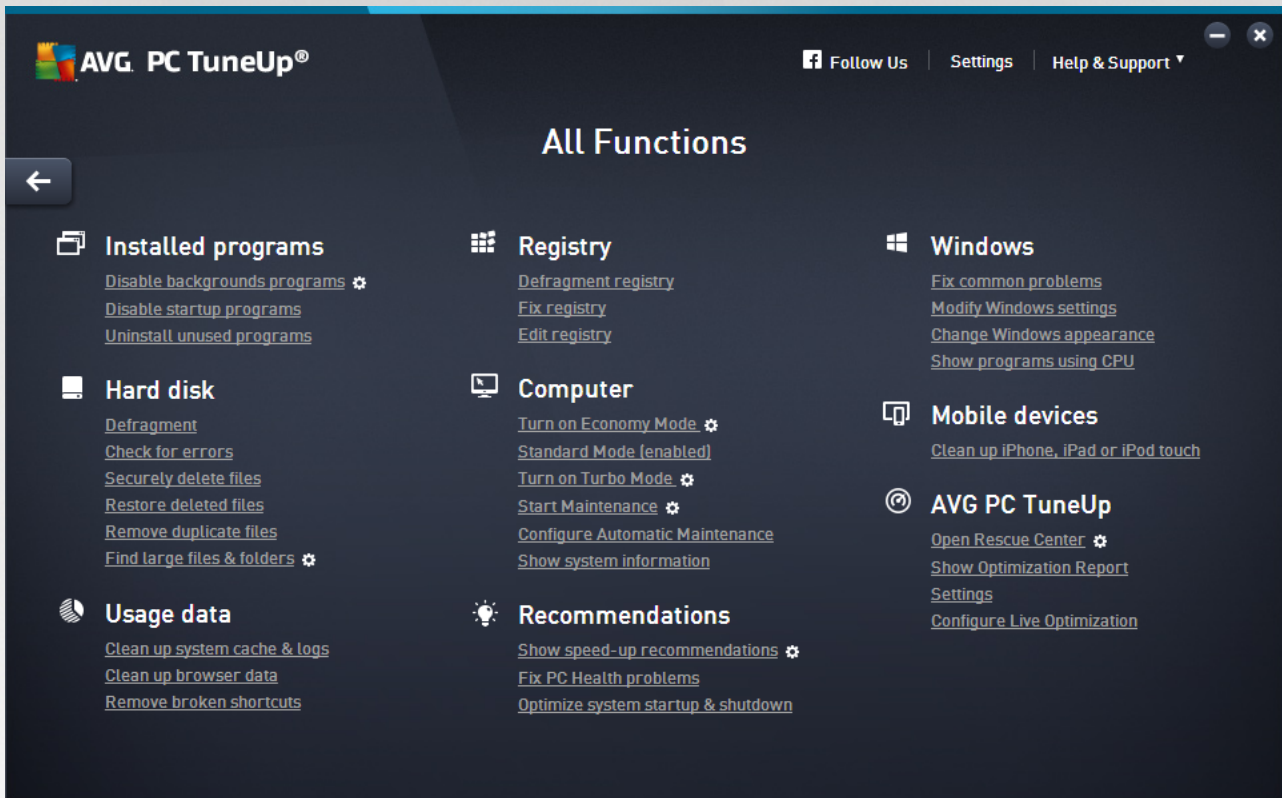 AVG. PC TuneUp®
Follow Us
Settings
Help & Support
All Functions
Installed programs
Disable backgrounds programs
Disable startup programs
Uninstall unused programs
Hard disk
Defragment
Check for errors
Securely delete files
Restore deleted files
Remove duplicate files
Find large files & folders
Usage data
Clean up system cache & logs
Clean up browser data
Remove broken shortcuts
Registry
Defragment registry
Fix registry
Edit registry
Computer
Turn on Economy Mode
Standard Mode (enabled)
Turn on Turbo Mode
Start Maintenance
Configure Automatic Maintenance
Show system information
Recommendations
Show speed-up recommendations
Fix PC Health problems
Optimize system startup & shutdown
Windows
Fix common problems
Modify Windows settings
Change Windows appearance
Show programs using CPU
Mobile devices
Clean up iPhone, iPad or iPod touch
AVG PC TuneUp
Open Rescue Center
Show Optimization Report
Settings
Configure Live Optimization